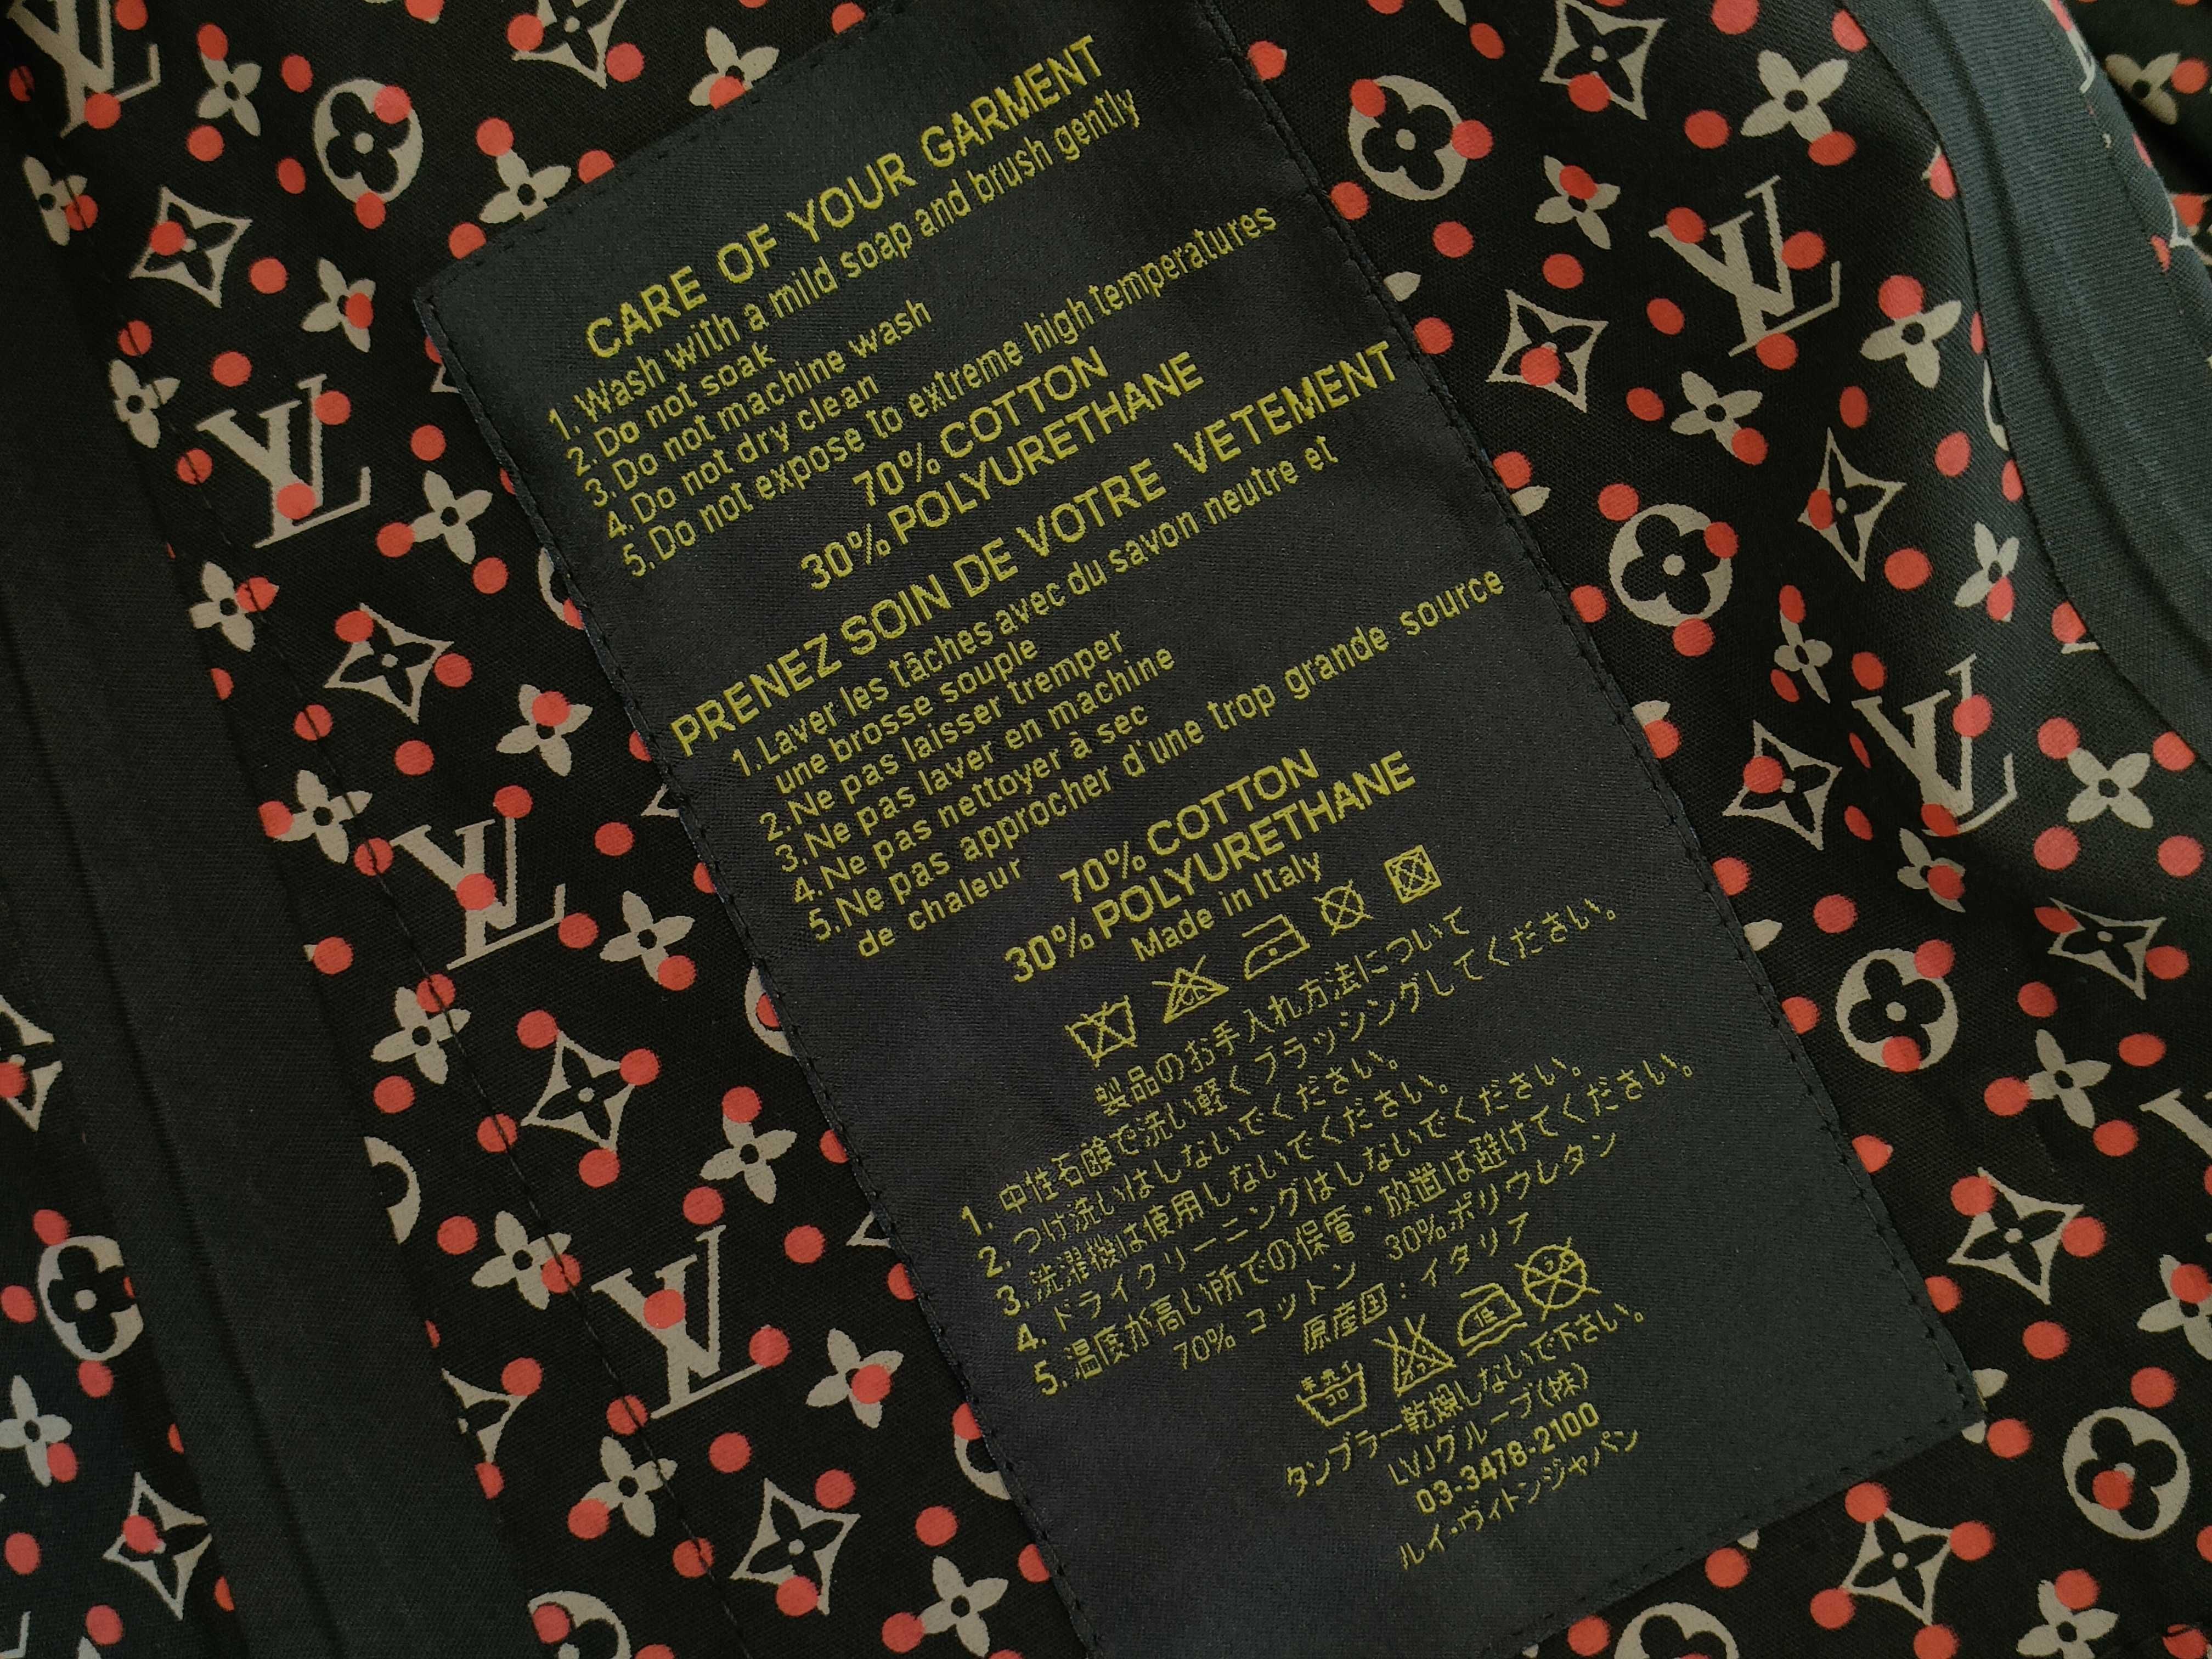 CARE OF YOUR GARMENT
1.Wash with a mild soap and brush gently
2.Do not soak
3.Do not machine wash
4.Do not dry clean
5.Do not expose to extreme high temperatures
70% COTTON
30% POLYURETHANE
PRENEZ SOIN DE VOTRE VETEMENT
1.Laver les tâches avec du savon neutre et
une brosse souple
2.Ne pas laisser tremper
3.Ne pas laver en machine
4.Ne pas nettoyer à sec
5.Ne pas approcher d'une trop grande source
de chaleur
70% COTTON
30% POLYURETHANE
Made in Italy
製品のお手入れ方法について
1. 中性石鹸で洗い軽くブラッシングしてください。
2. つけ洗いはしないでください。
3. 洗濯機は使用しないでください。
4. ドライクリーニングはしないでください。
5. 温度が高い所での保管・放置は避けてください。
70% コットン 30%ポリウレタン
原産国：イタリア
タンブラー乾燥しないで下さい。
LVJグループ(株)
03-3478-2100
ルイ・ヴィトンジャパン